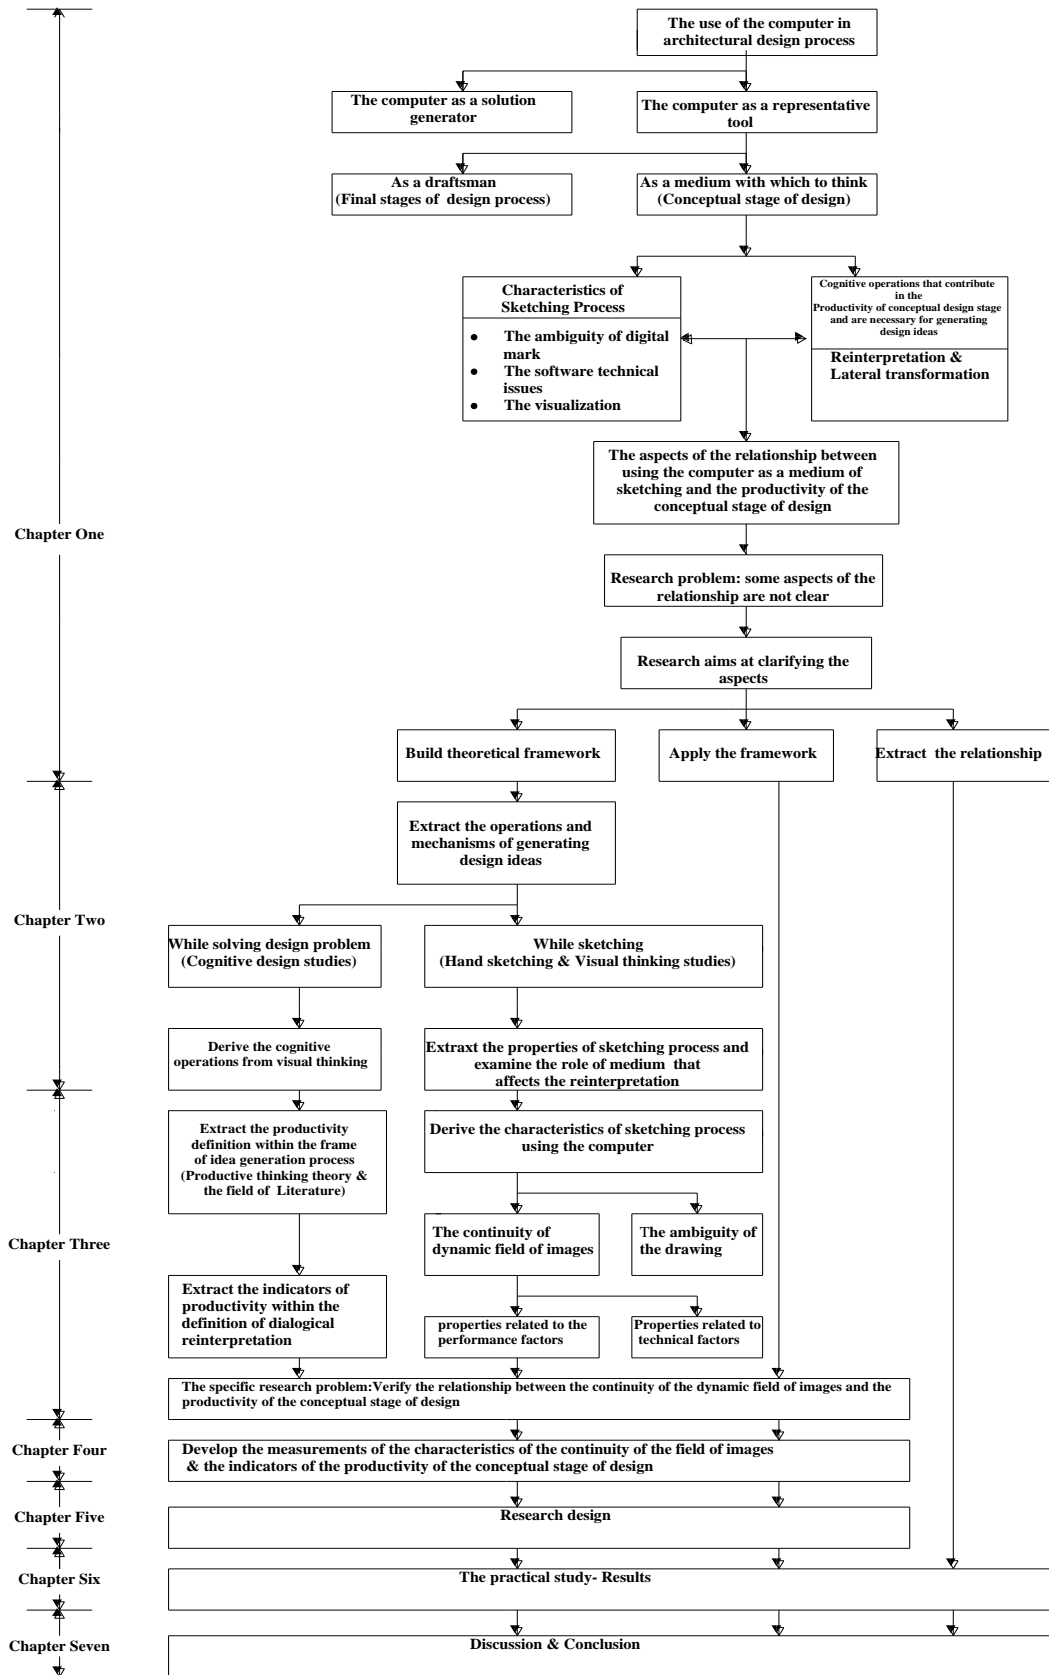 The use of the computer in
architectural design process
The computer as a solution
generator
The computer as a representative
tool
As a draftsman
(Final stages of design process)
As a medium with which to think
(Conceptual stage of design)
Characteristics of
Sketching Process
● The ambiguity of digital
mark
● The software technical
issues
● The visualization
Cognitive operations that contribute
in the
Productivity of conceptual design stage
and are necessary for generating
design ideas
Reinterpretation &
Lateral transformation
The aspects of the relationship between
using the computer as a medium of
sketching and the productivity of the
conceptual stage of design
Chapter One
Research problem: some aspects of the
relationship are not clear
Research aims at clarifying the
aspects
Build theoretical framework
Apply the framework
Extract the relationship
Extract the operations and
mechanisms of generating
design ideas
Chapter Two
While solving design problem
(Cognitive design studies)
While sketching
(Hand sketching & Visual thinking studies)
Derive the cognitive
operations from visual thinking
Extraxt the properties of sketching process and
examine the role of medium that
affects the reinterpretation
Extract the productivity
definition within the frame
of idea generation process
(Productive thinking theory &
the field of Literature)
Derive the characteristics of sketching process
using the computer
Chapter Three
The continuity of
dynamic field of images
The ambiguity of
the drawing
Extract the indicators of
productivity within the
definition of dialogical
reinterpretation
properties related to the
performance factors
Properties related to
technical factors
The specific research problem:Verify the relationship between the continuity of the dynamic field of images and the
productivity of the conceptual stage of design
Chapter Four
Develop the measurements of the characteristics of the continuity of the field of images
& the indicators of the productivity of the conceptual stage of design
Chapter Five
Research design
Chapter Six
The practical study- Results
Chapter Seven
Discussion & Conclusion